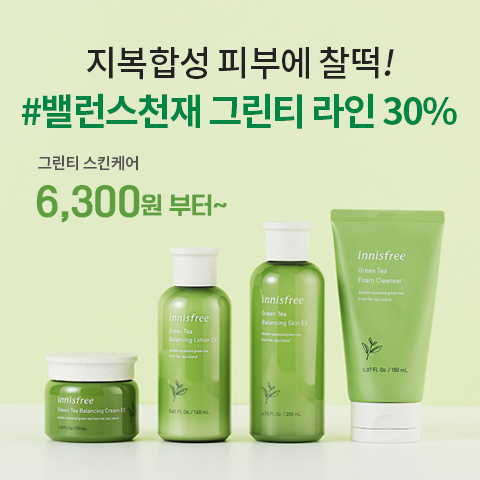 지복합성 피부에 찰떡!
#밸런스천재 그린티 라인 30%
그린티 스킨케어
6,300원 부터~
innisfree
Green Tea
Foam Cleanser
5.07 Fl. Oz. / 150 mL
innisfree
Green Tea
Balancing Skin EX
innisfree
Green Tea
Balancing Lotion EX
innisfree
Green Tea Balancing Cream EX